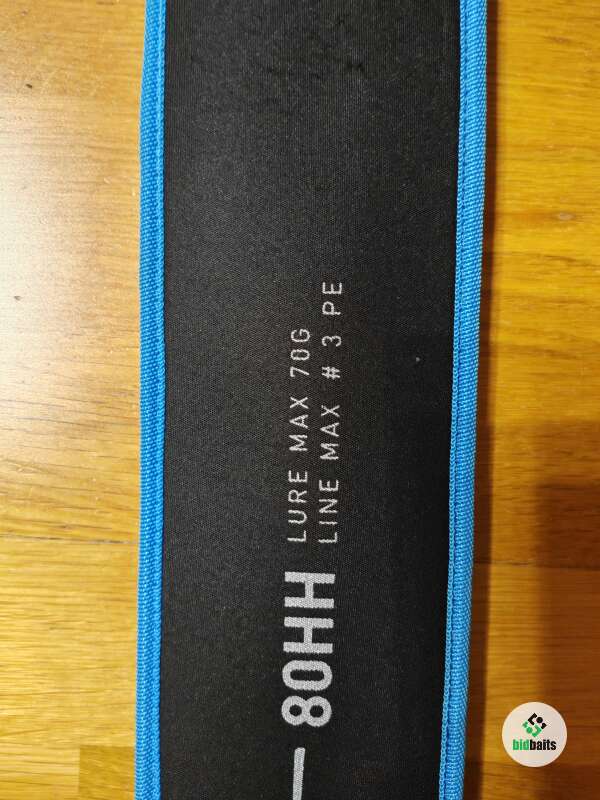 80HH
LURE MAX 70G
LINE MAX # 3 PE
bidbaits